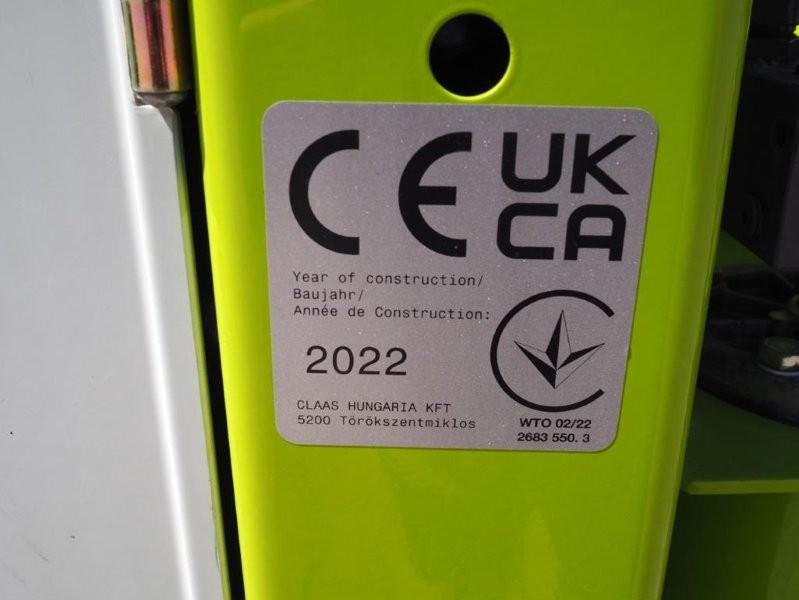 CE UK
CA
Year of construction/
Baujahr/
Année de Construction:
2022
CLAAS HUNGARIA KFT
5200 Törökszentmiklos
WTO 02/22
2683 550. 3